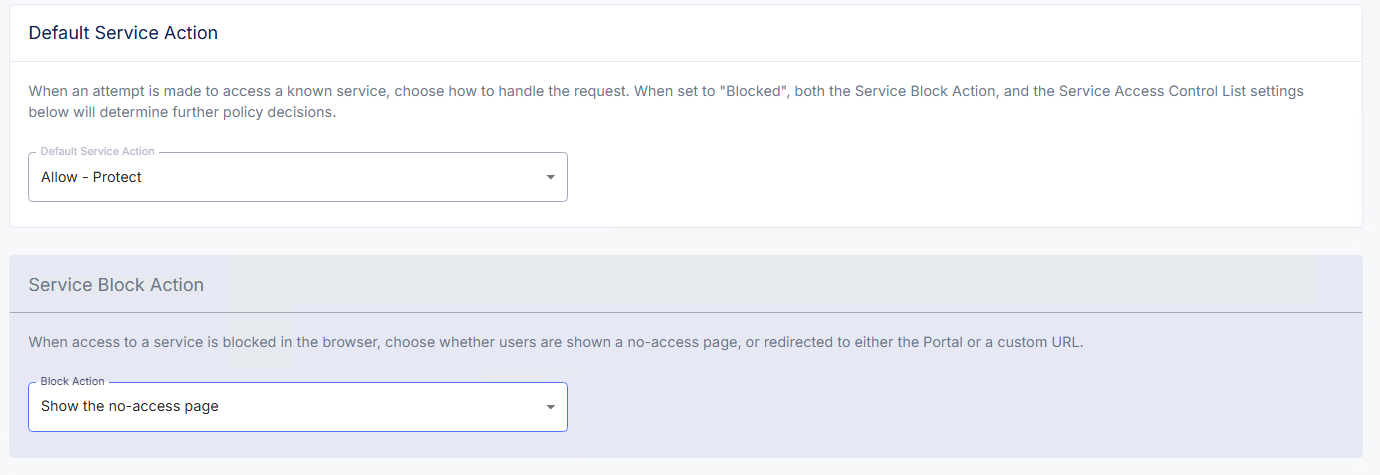 Default Service Action
When an attempt is made to access a known service, choose how to handle the request. When set to "Blocked", both the Service Block Action, and the Service Access Control List settings
below will determine further policy decisions.
Default Service Action
Allow - Protect
Service Block Action
When access to a service is blocked in the browser, choose whether users are shown a no-access page, or redirected to either the Portal or a custom URL.
Block Action
Show the no-access page